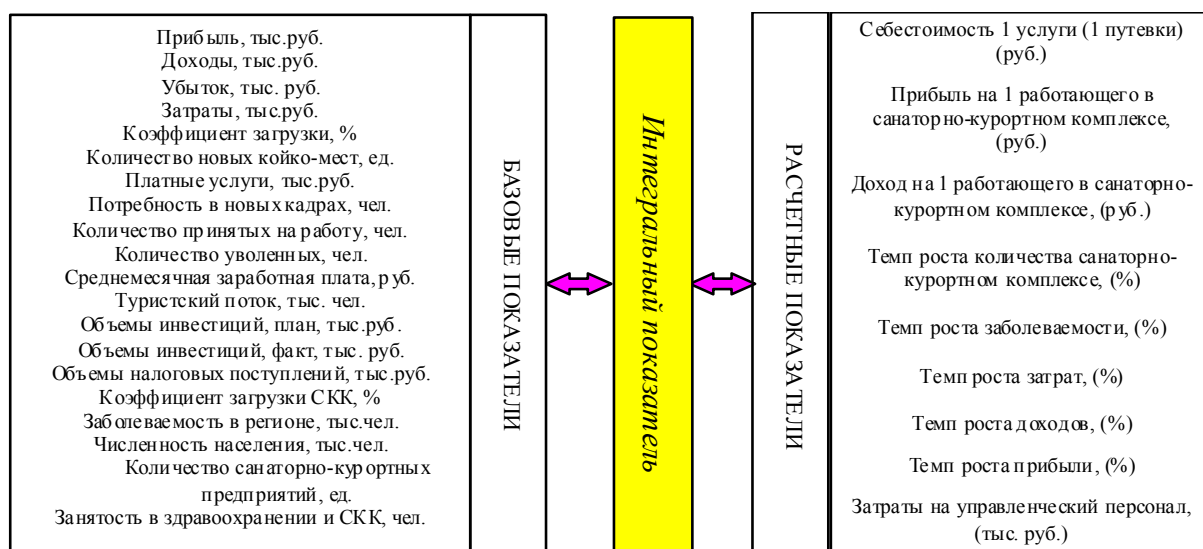 Прибыль, тыс.руб.
Доходы, тыс.руб.
Убыток, тыс. руб.
Затраты, тыс.руб.
Коэффициент загрузки, %
Количество новых койко-мест, ед.
Платные услуги, тыс.руб.
Потребность в новых кадрах, чел.
Количество принятых на работу, чел.
Количество уволенных, чел.
Среднемесячная заработная плата, руб.
Туристский поток, тыс. чел.
Объемы инвестиций, план, тыс.руб.
Объемы инвестиций, факт, тыс. руб.
Объемы налоговых поступлений, тыс.руб.
Коэффициент загрузки СКК, %
Заболеваемость в регионе, тыс.чел.
Численность населения, тыс.чел.
Количество санаторно-курортных
предприятий, ед.
Занятость в здравоохранении и СКК, чел.
БАЗОВЫЕ ПОКАЗАТЕЛИ
Интегральный показатель
РАСЧЕТНЫЕ ПОКАЗАТЕЛИ
Себестоимость 1 услуги (1 путевки)
(руб.)
Прибыль на 1 работающего в
санаторно-курортном комплексе,
(руб.)
Доход на 1 работающего в санаторно-
курортном комплексе, (руб.)
Темп роста количества санаторно-
курортном комплексе, (%)
Темп роста заболеваемости, (%)
Темп роста затрат, (%)
Темп роста доходов, (%)
Темп роста прибыли, (%)
Затраты на управленческий персонал,
(тыс. руб.)